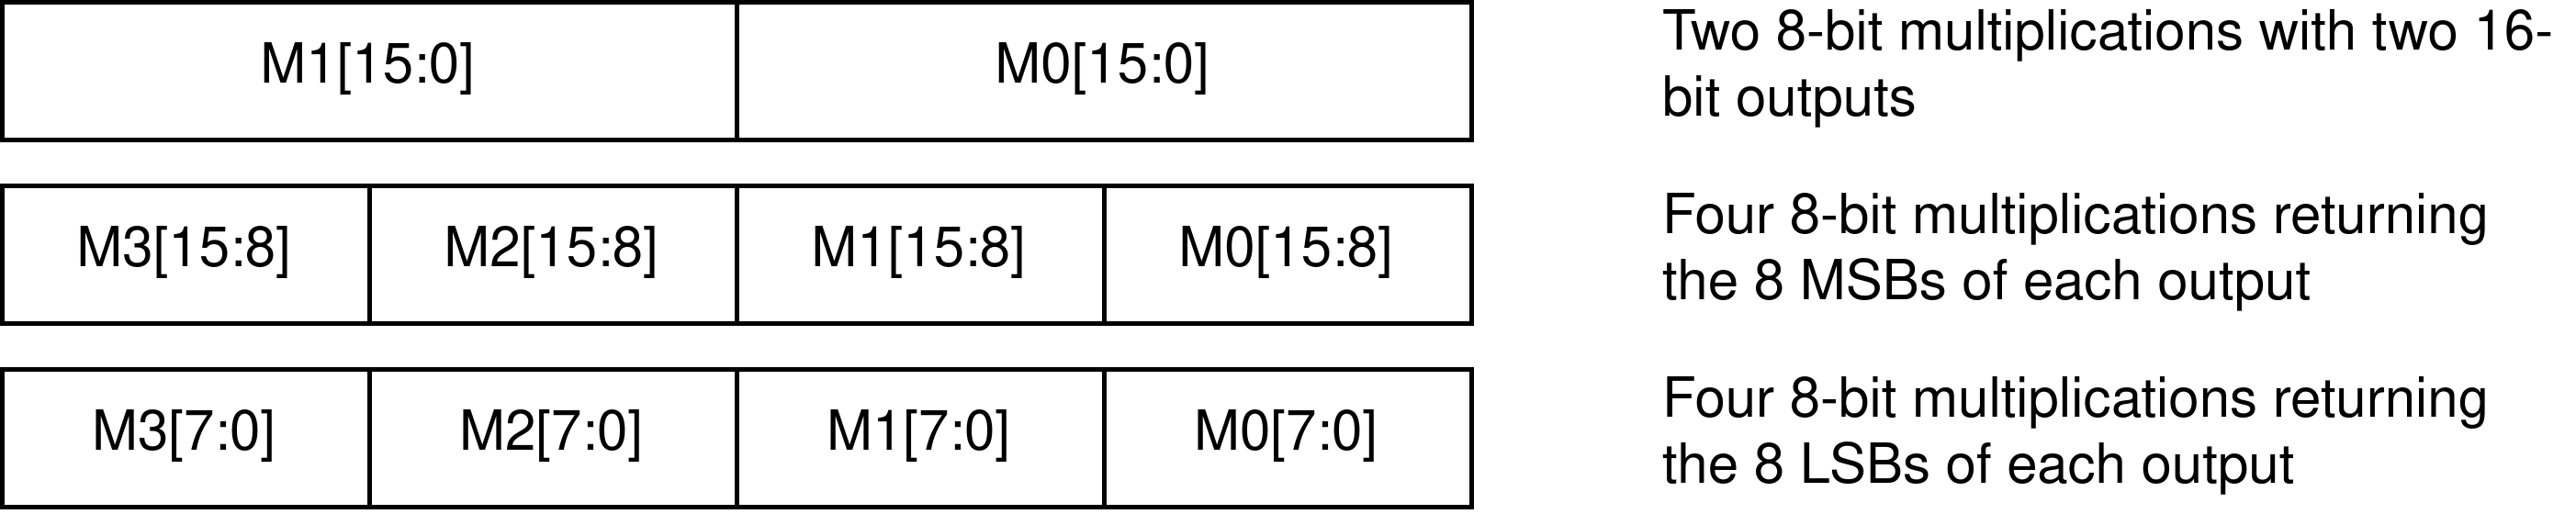 M1[15:0] M0[15:0] Two 8-bit multiplications with two 16-
bit outputs
M3[15:8] M2[15:8] M1[15:8] M0[15:8] Four 8-bit multiplications returning
the 8 MSBs of each output
M3[7:0] M2[7:0] M1[7:0] M0[7:0] Four 8-bit multiplications returning
the 8 LSBs of each output